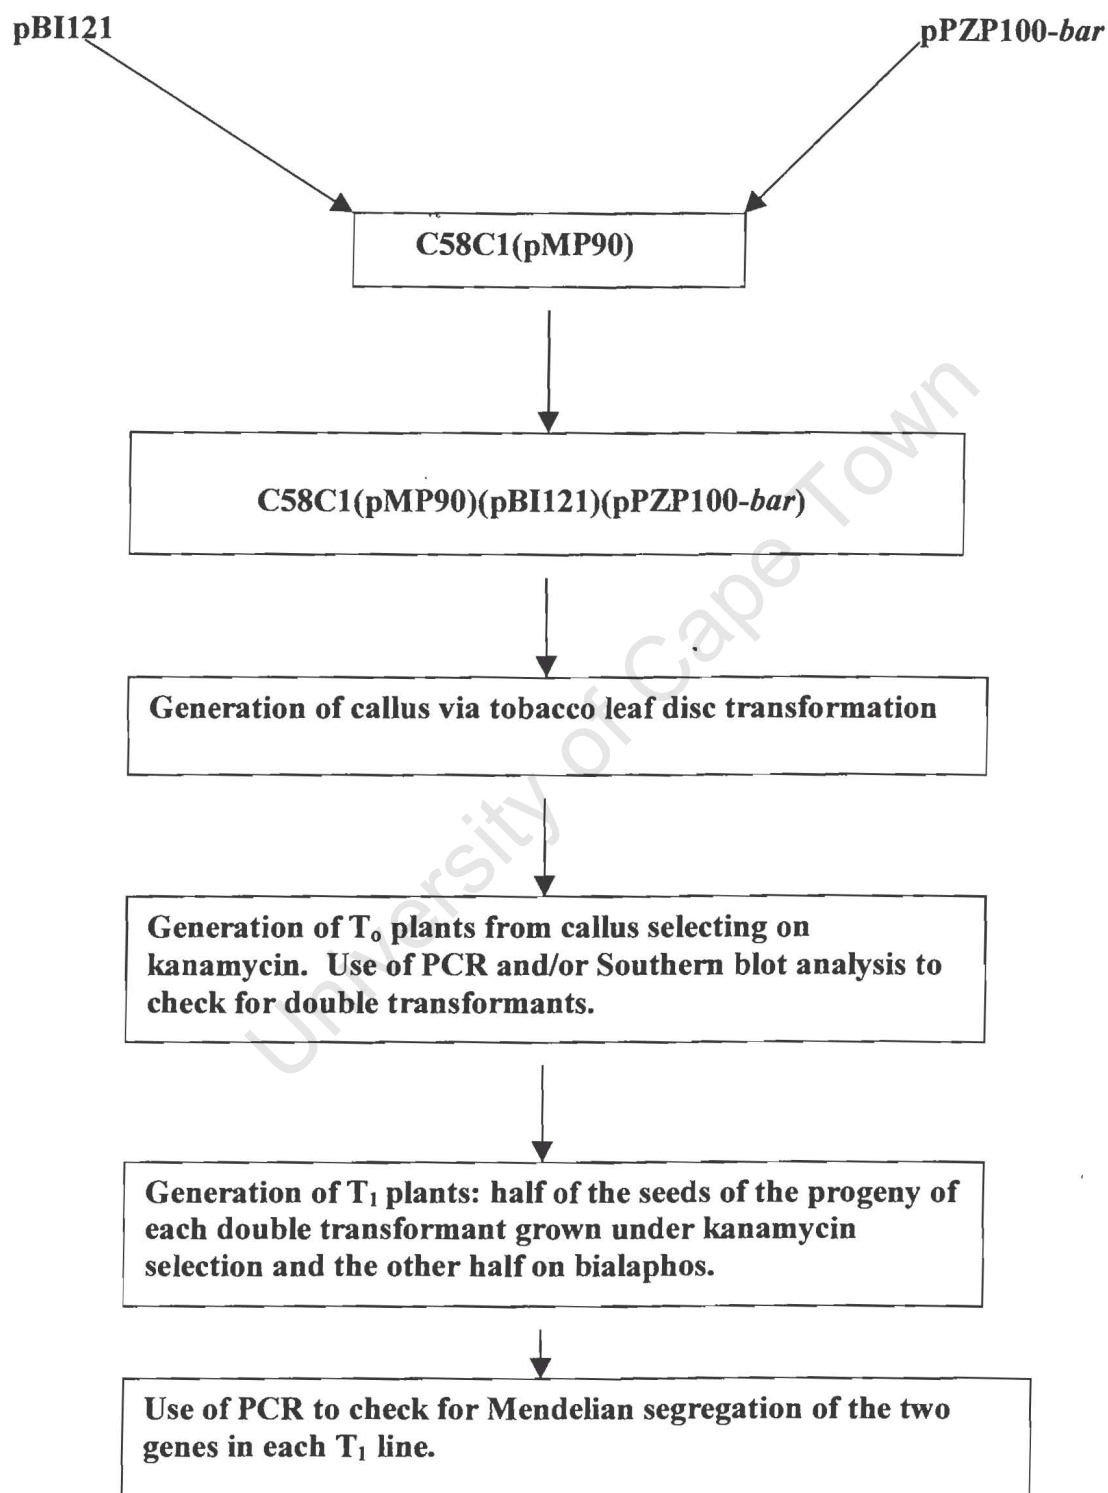 pBI121
pPZP100-bar
C58C1(pMP90)
C58C1(pMP90)(pBI121)(pPZP100-bar)
Generation of callus via tobacco leaf disc transformation
Generation of T₀ plants from callus selecting on
kanamycin. Use of PCR and/or Southern blot analysis to
check for double transformants.
Generation of T₁ plants: half of the seeds of the progeny of
each double transformant grown under kanamycin
selection and the other half on bialaphos.
Use of PCR to check for Mendelian segregation of the two
genes in each T₁ line.
University of Cape Town